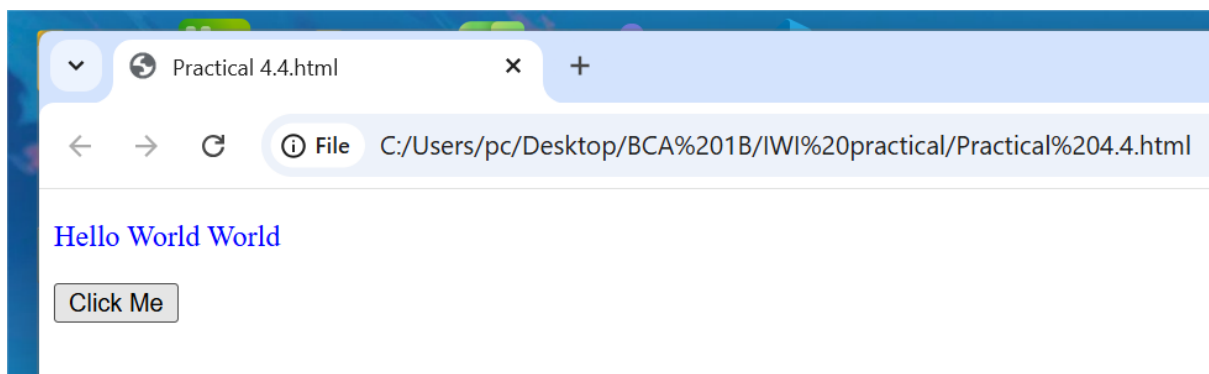 Practical 4.4.html
File C:/Users/pc/Desktop/BCA%201B/IWI%20practical/Practical%204.4.html
Hello World World
Click Me